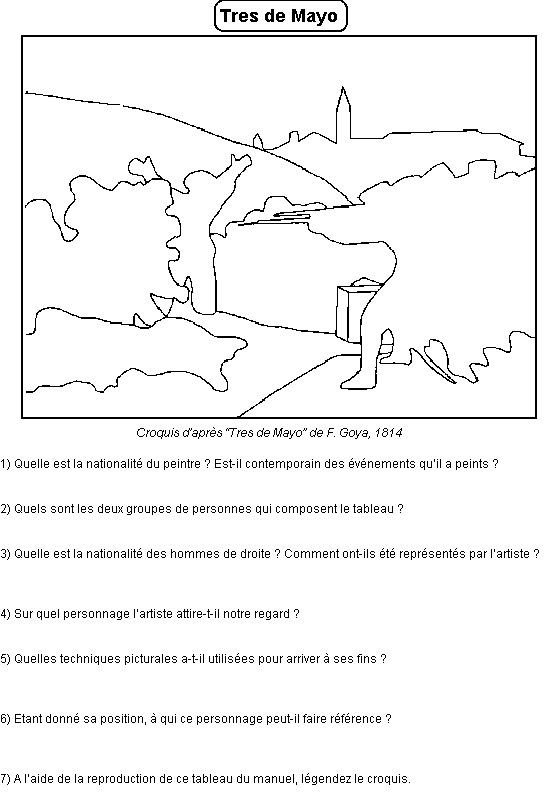 Tres de Mayo
Croquis d'après "Tres de Mayo" de F. Goya, 1814
1) Quelle est la nationalité du peintre ? Est-il contemporain des événements qu'il a peints ?
2) Quels sont les deux groupes de personnes qui composent le tableau ?
3) Quelle est la nationalité des hommes de droite ? Comment ont-ils été représentés par l'artiste ?
4) Sur quel personnage l'artiste attire-t-il notre regard ?
5) Quelles techniques picturales a-t-il utilisées pour arriver à ses fins ?
6) Etant donné sa position, à qui ce personnage peut-il faire référence ?
7) A l'aide de la reproduction de ce tableau du manuel, légendez le croquis.